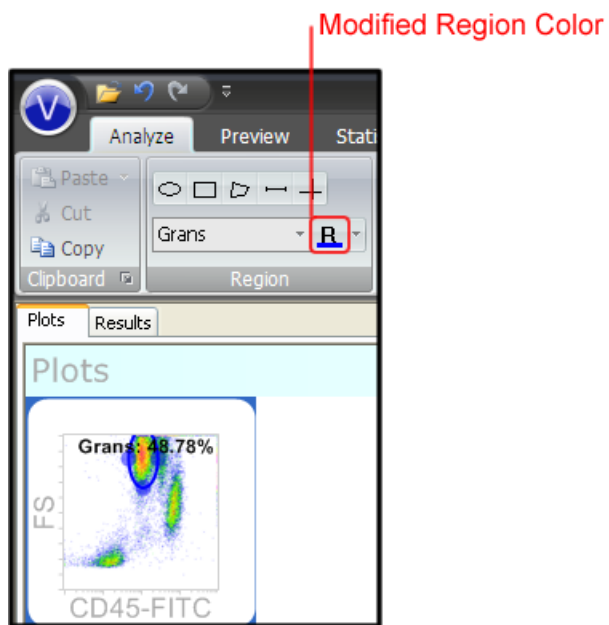 Modified Region Color
V
Analyze Preview Stati
Paste
Cut
Copy
Grans
R
Clipboard Region
Plots Results
Plots
Grans: 48.78%
FS
CD45-FITC